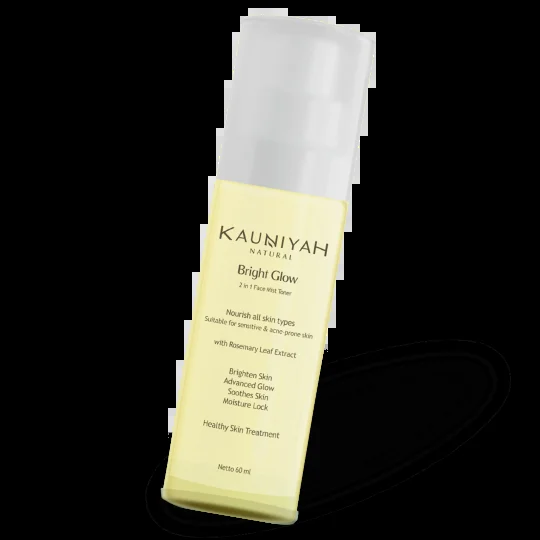 KAUNIYAH
NATURAL
Bright Glow
2 in 1 Face Mist Toner
Nourish all skin types
Suitable for sensitive & acne-prone skin
with Rosemary Leaf Extract
Brighten Skin
Advanced Glow
Soothes Skin
Moisture Lock
Healthy Skin Treatment
Netto 60 ml